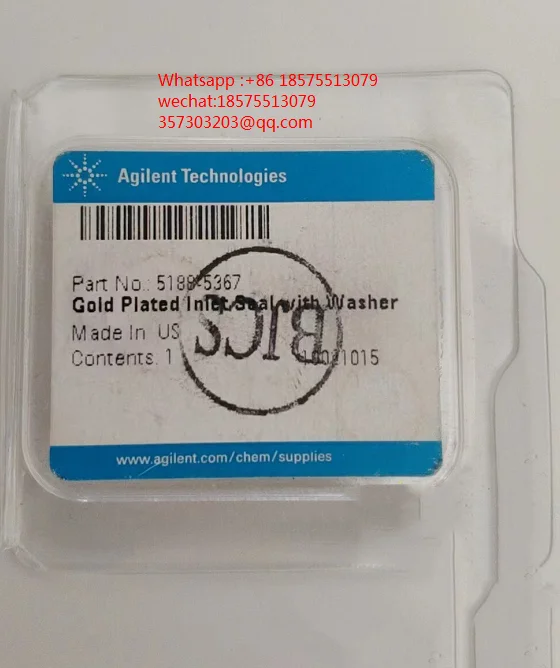 Whatsapp :+86 18575513079
wechat:18575513079
357303203@qq.com
Agilent Technologies
Part No.: 5188-5367
Gold Plated Inlet Seal with Washer
Made In US
Contents. 1
BJCS
www.agilent.com/chem/supplies